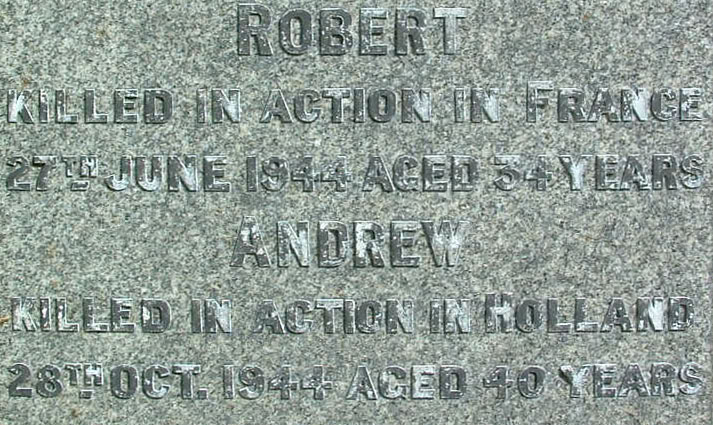 ROBERT
KILLED IN ACTION IN FRANCE
27TH JUNE 1944 AGED 34 YEARS
ANDREW
KILLED IN ACTION IN HOLLAND
28TH OCT. 1944 AGED 40 YEARS